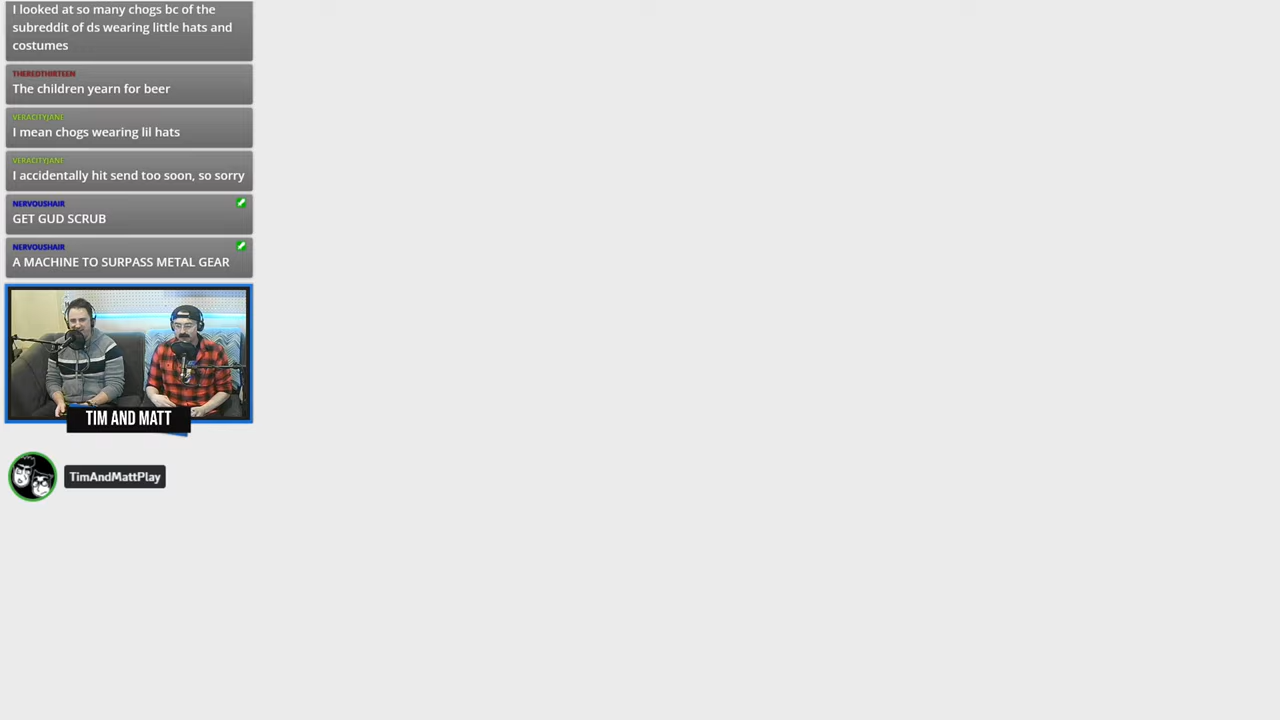 I looked at so many chogs bc of the
subreddit of ds wearing little hats and
costumes
THEREDTHIRTEEN
The children yearn for beer
VERACITYJANE
I mean chogs wearing lil hats
VERACITYJANE
I accidentally hit send too soon, so sorry
NERVOUSHAIR
GET GUD SCRUB
NERVOUSHAIR
A MACHINE TO SURPASS METAL GEAR
TIM AND MATT
TimAndMattPlay